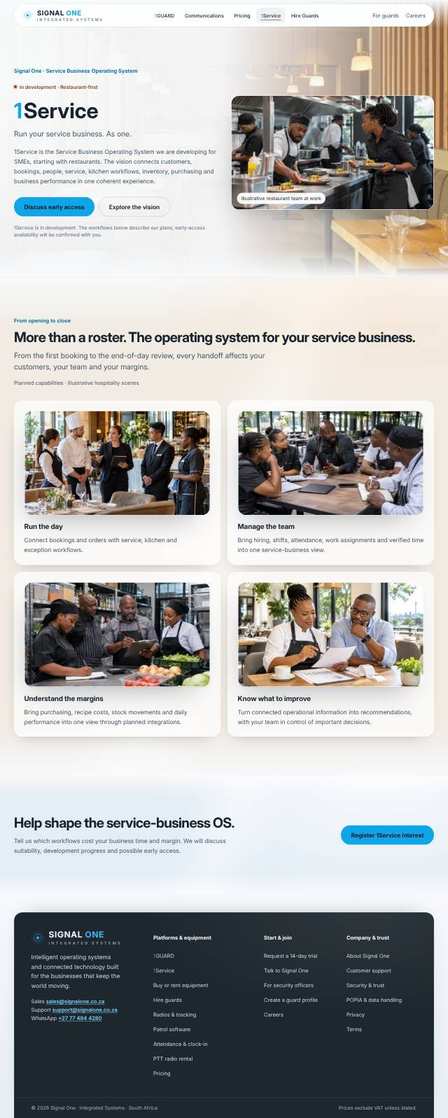 SIGNAL ONE
INTEGRATED SYSTEMS
1GUARD
Communications
Pricing
1Service
Hire Guards
For guards
Careers
Signal One · Service Business Operating System
In development · Restaurant-first
1Service
Run your service business. As one.
1Service is the Service Business Operating System we are developing for
SMEs, starting with restaurants. The vision connects customers,
bookings, people, service, kitchen workflows, inventory, purchasing and
business performance in one coherent experience.
Discuss early access
Explore the vision
1Service is in development. The workflows below describe our plans; early-access
availability will be confirmed with you.
Illustrative restaurant team at work
From opening to close
More than a roster. The operating system for your service business.
From the first booking to the end-of-day review, every handoff affects your
customers, your team and your margins.
Planned capabilities · Illustrative hospitality scenes
Run the day
Connect bookings and orders with service, kitchen and
exception workflows.
Manage the team
Bring hiring, shifts, attendance, work assignments and verified time
into one service-business view.
Understand the margins
Bring purchasing, recipe costs, stock movements and daily
performance into one view through planned integrations.
Know what to improve
Turn connected operational information into recommendations,
with your team in control of important decisions.
Help shape the service-business OS.
Tell us which workflows cost your business time and margin. We will discuss
suitability, development progress and possible early access.
Register 1Service interest
SIGNAL ONE
INTEGRATED SYSTEMS
Intelligent operating systems
and connected technology built
for the businesses that keep the
world moving.
Sales sales@signalone.co.za
Support support@signalone.co.za
WhatsApp +27 77 484 4280
Platforms & equipment
1GUARD
1Service
Buy or rent equipment
Hire guards
Radios & tracking
Patrol software
Attendance & clock-in
PTT radio rental
Pricing
Start & join
Request a 14-day trial
Talk to Signal One
For security officers
Create a guard profile
Careers
Company & trust
About Signal One
Customer support
Security & trust
POPIA & data handling
Privacy
Terms
© 2026 Signal One · Integrated Systems · South Africa
Prices exclude VAT unless stated.